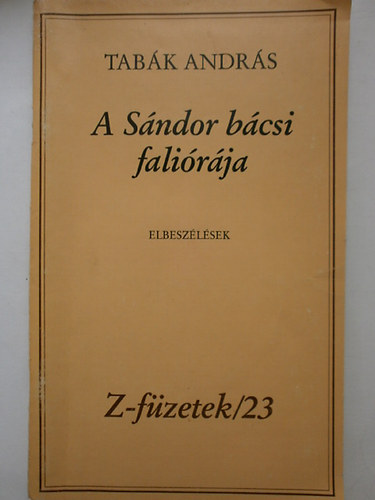 TABÁK ANDRÁS
A Sándor bácsi
faliórája
ELBESZÉLÉSEK
Z-füzetek/23